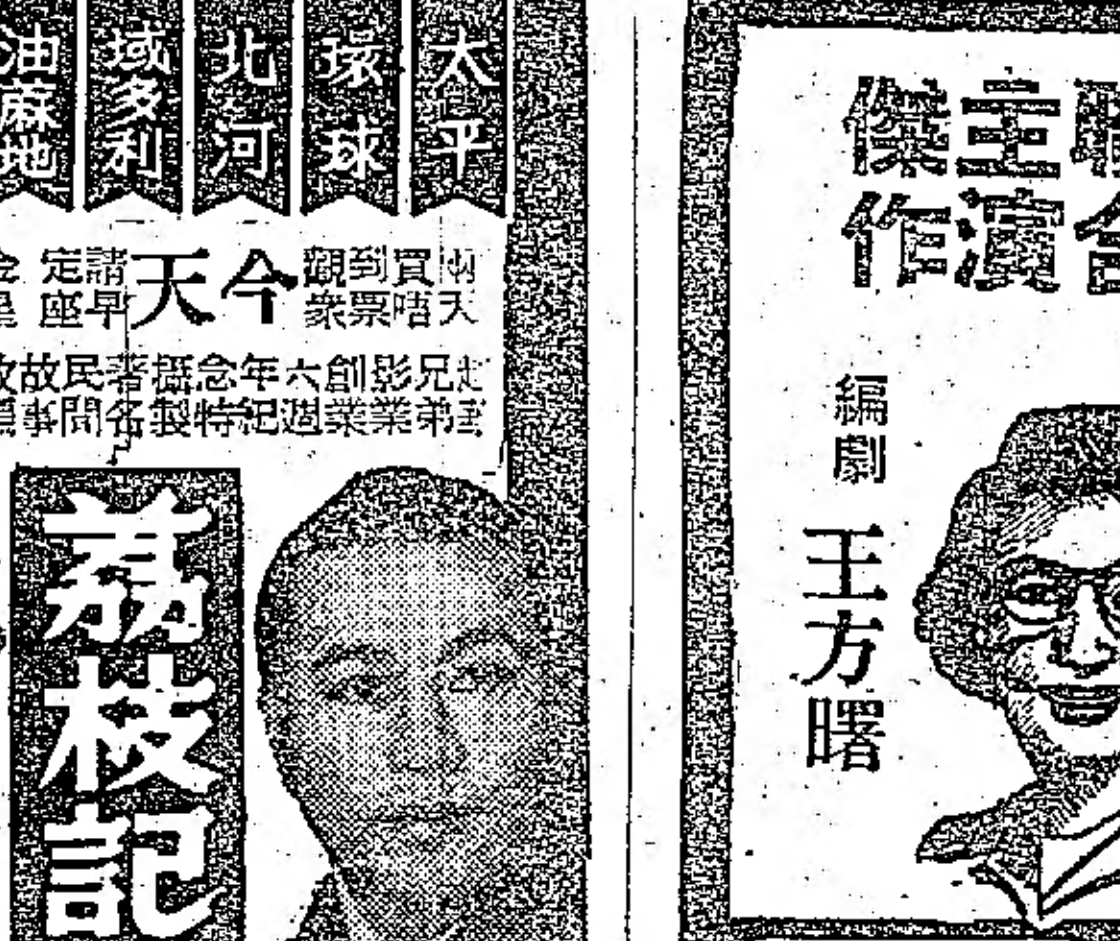 太平
環球
北河
域多利
油麻地
兩天買唔到票觀衆
今天
請早定座
兄弟影業創業六週年紀念特攝製著名民間故事
荔枝記
合
主演
傑作
編劇
王方曙